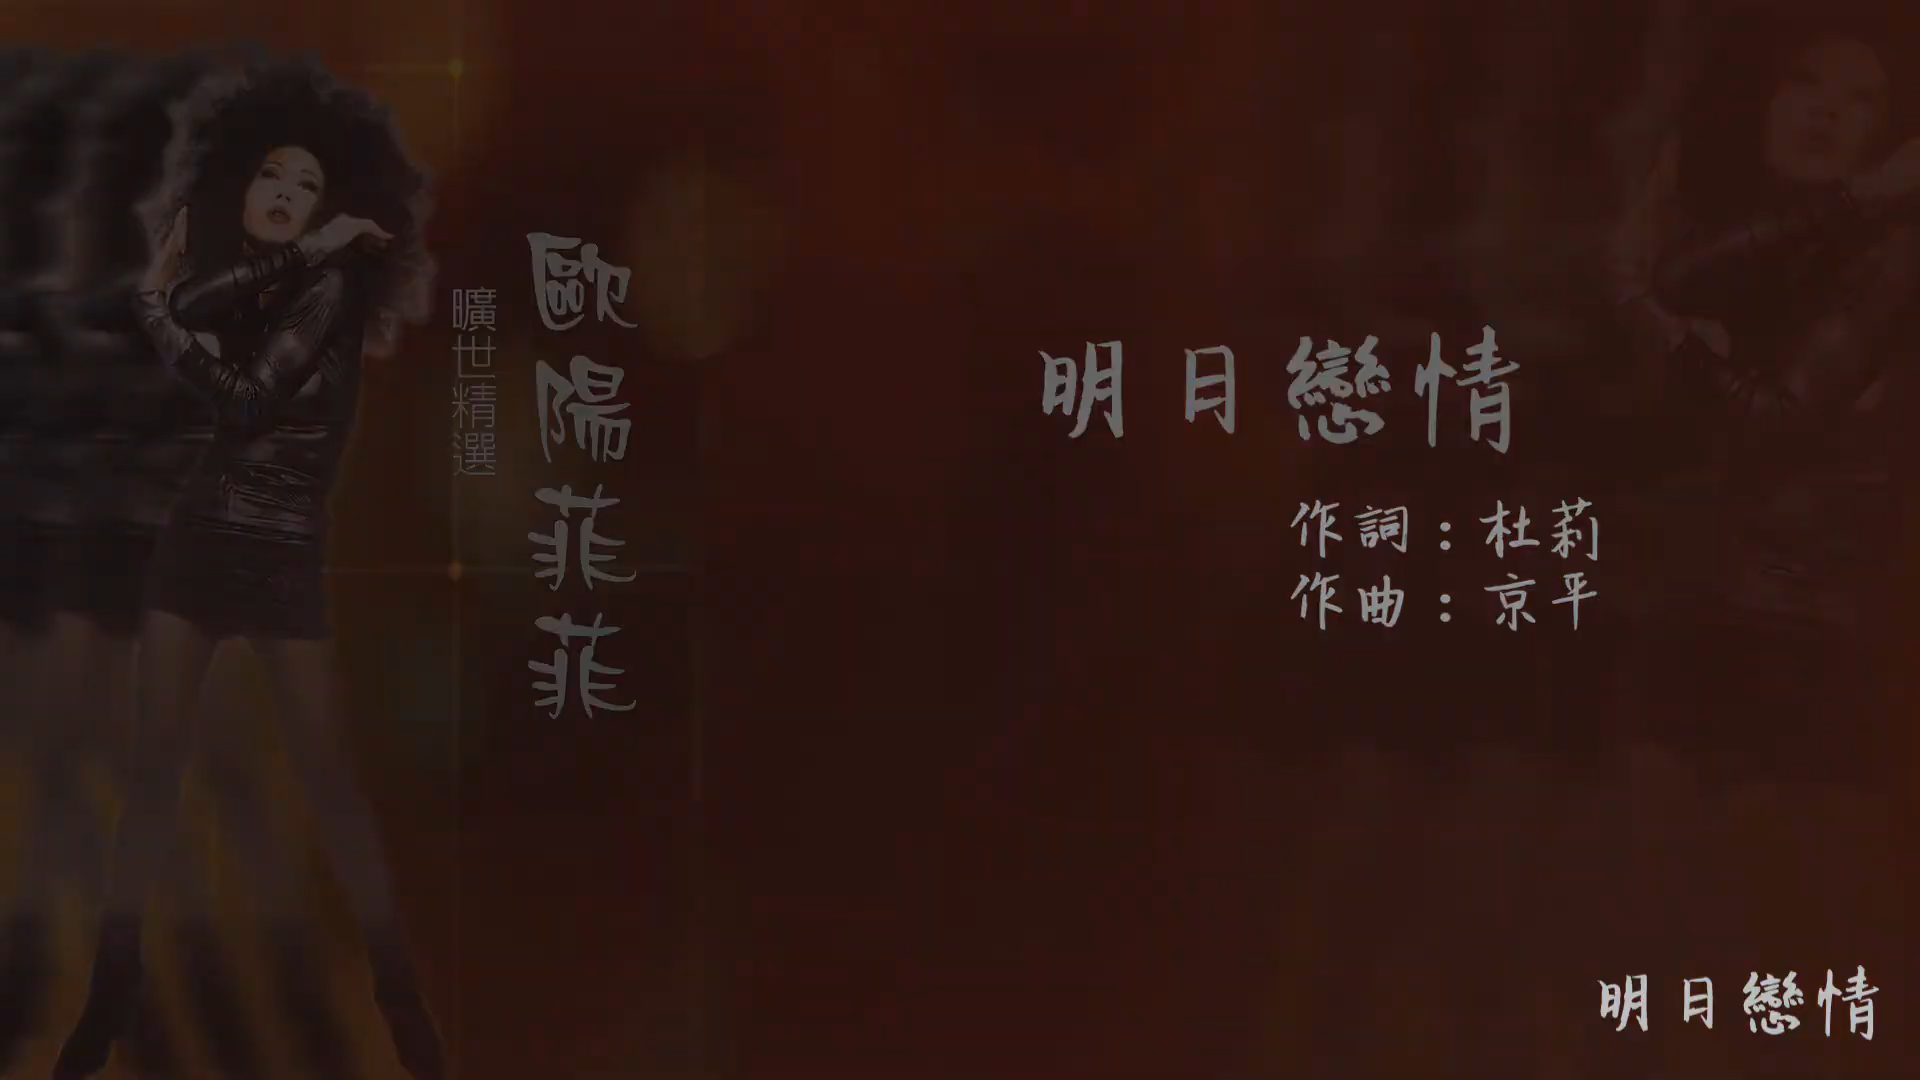 曠世精選
歐陽菲菲
明日戀情
作詞：杜莉
作曲：京平
明日戀情